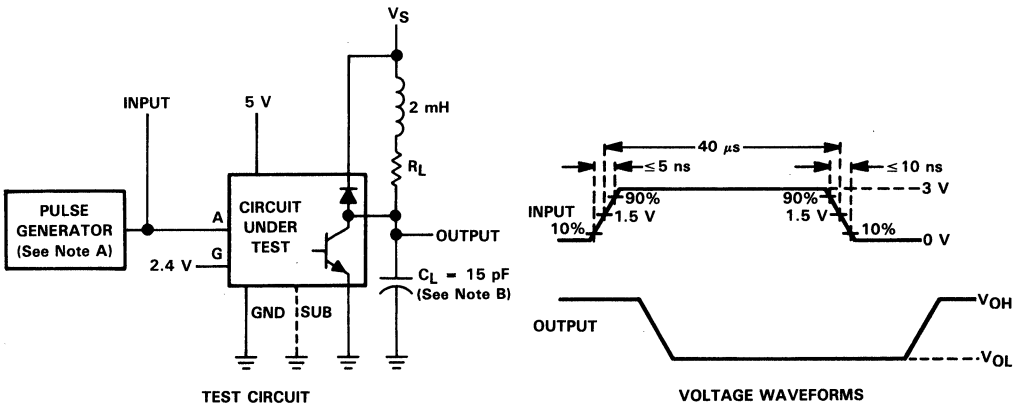 VS
INPUT
5 V
2 mH
RL
PULSE
GENERATOR
(See Note A)
A
G
2.4 V
CIRCUIT
UNDER
TEST
OUTPUT
CL = 15 pF
(See Note B)
GND
SUB
TEST CIRCUIT
40 μs
≤5 ns
≤10 ns
3 V
90%
90%
INPUT
1.5 V
1.5 V
10%
10%
0 V
OUTPUT
VOH
VOL
VOLTAGE WAVEFORMS